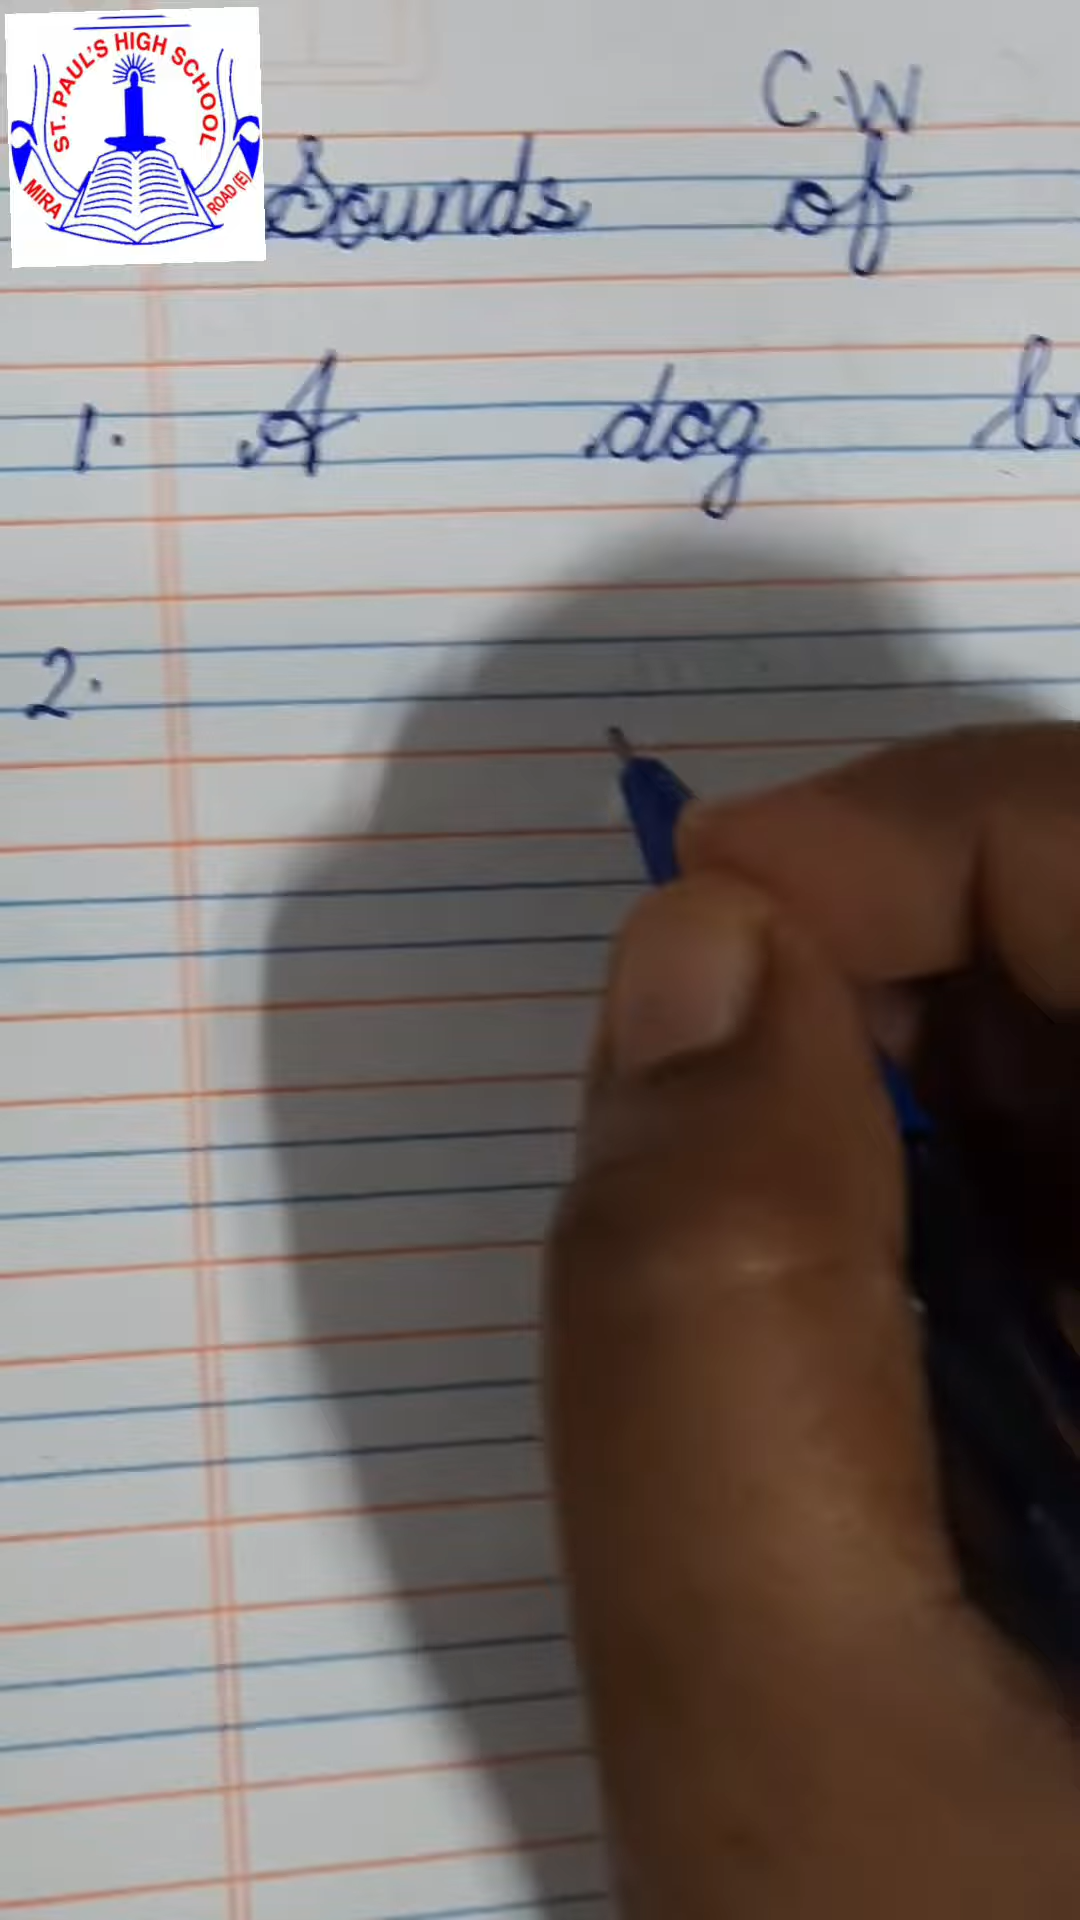 ST. PAUL'S HIGH SCHOOL
MIRA ROAD (E)
C.W
Sounds of
1. A dog
2.